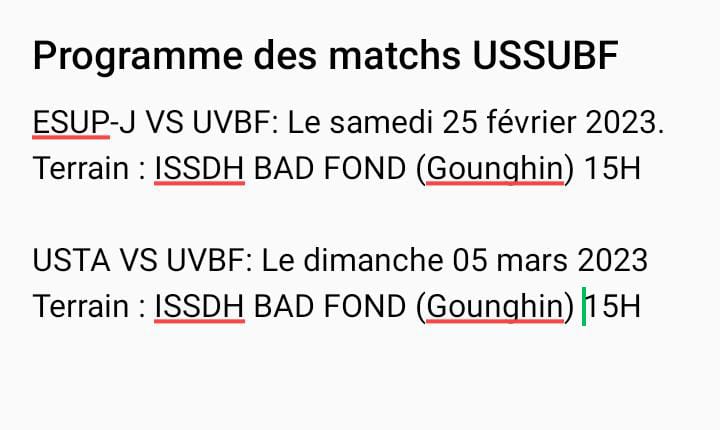 Programme des matchs USSUBF
ESUP-J VS UVBF: Le samedi 25 février 2023.
Terrain : ISSDH BAD FOND (Gounghin) 15H
USTA VS UVBF: Le dimanche 05 mars 2023
Terrain : ISSDH BAD FOND (Gounghin) 15H